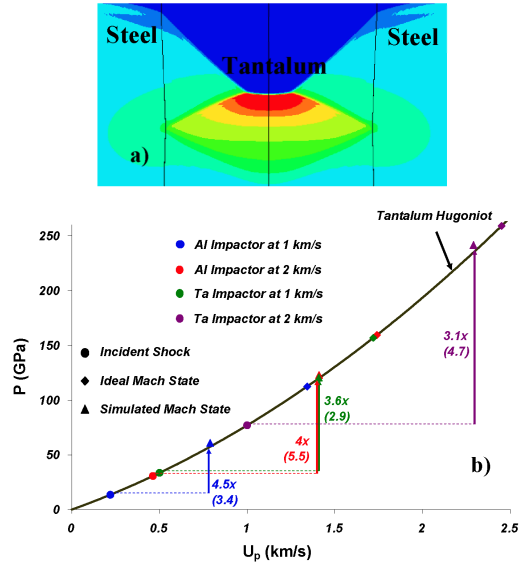 Steel
Steel
Tantalum
a)
Tantalum Hugoniot
Al Impactor at 1 km/s
Al Impactor at 2 km/s
Ta Impactor at 1 km/s
Ta Impactor at 2 km/s
Incident Shock
Ideal Mach State
Simulated Mach State
3.1x
(4.7)
3.6x
(2.9)
4x
(5.5)
4.5x
(3.4)
b)
P (GPa)
250
200
150
100
50
0
0
0.5
1
1.5
2
2.5
Up (km/s)